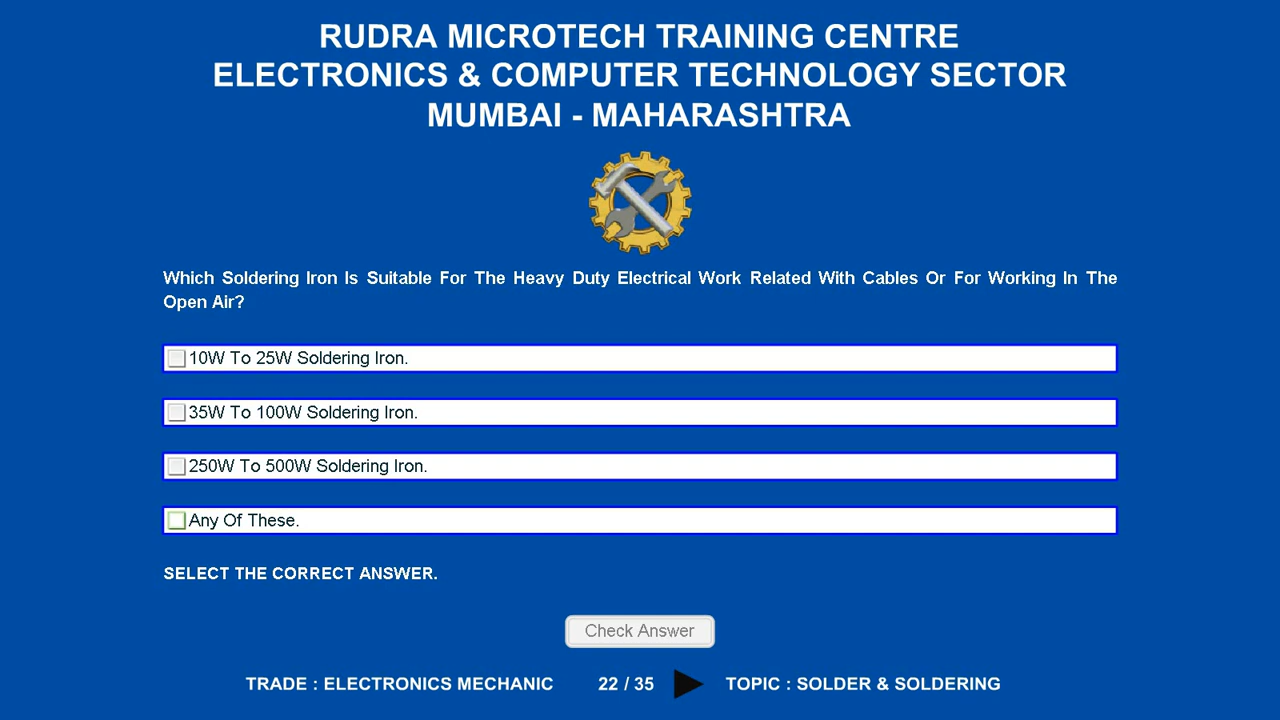 RUDRA MICROTECH TRAINING CENTRE
ELECTRONICS & COMPUTER TECHNOLOGY SECTOR
MUMBAI - MAHARASHTRA
Which Soldering Iron Is Suitable For The Heavy Duty Electrical Work Related With Cables Or For Working In The
Open Air?
10W To 25W Soldering Iron.
35W To 100W Soldering Iron.
250W To 500W Soldering Iron.
Any Of These.
SELECT THE CORRECT ANSWER.
Check Answer
TRADE : ELECTRONICS MECHANIC 22 / 35 TOPIC : SOLDER & SOLDERING